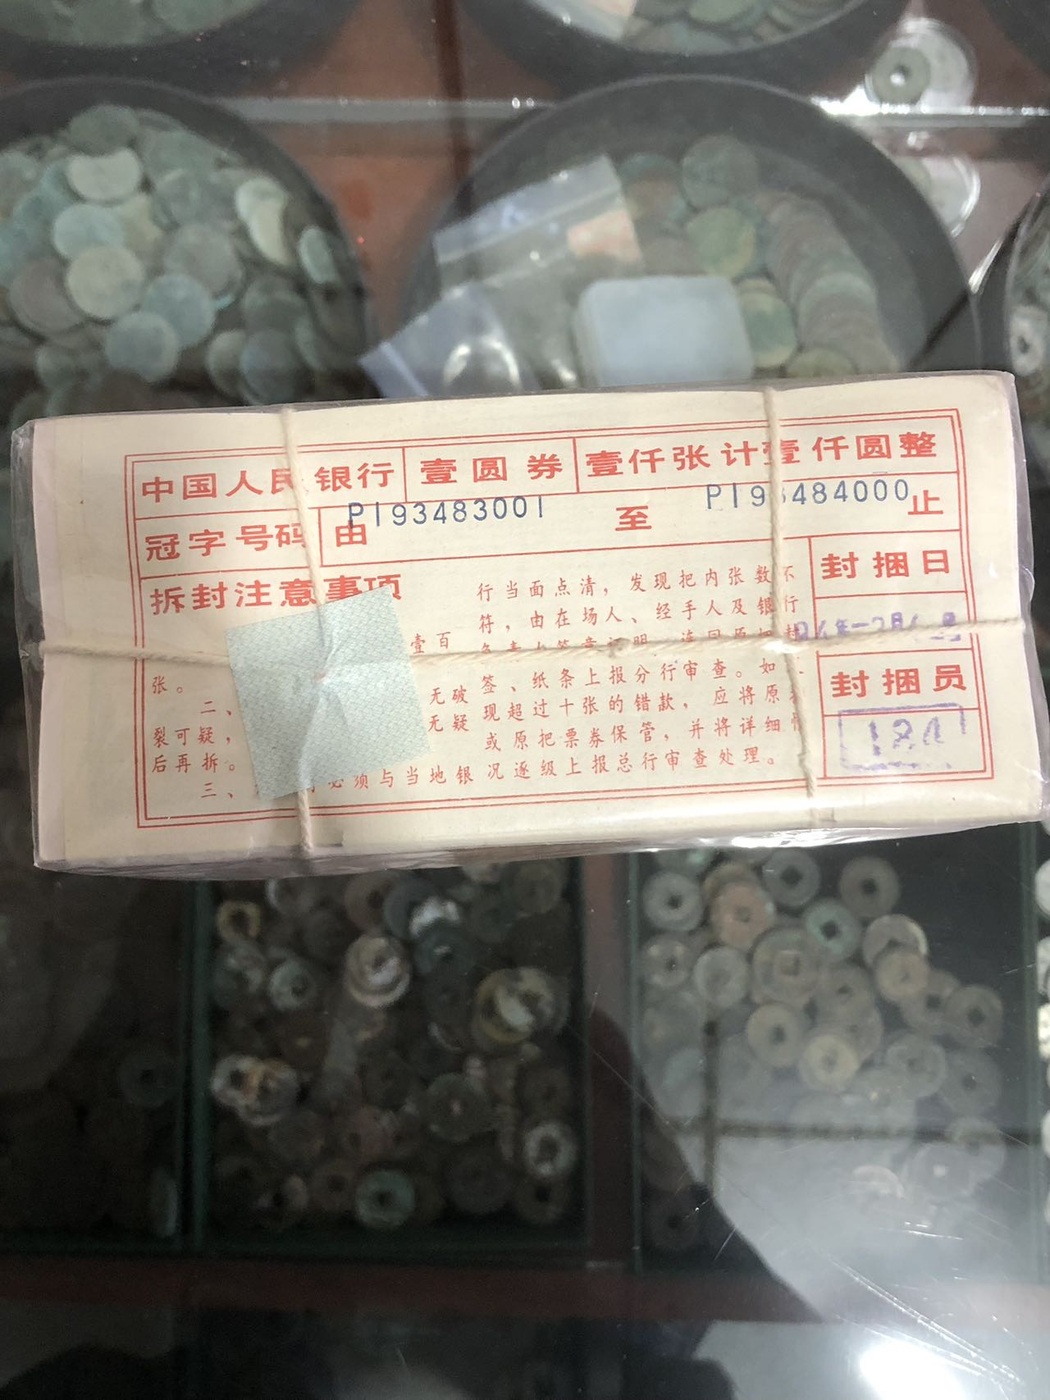 中国人民银行 壹圆券 壹仟张计壹仟圆整
冠字号码 由 PI93483001 至 PI9 484000 止
拆封注意事项
壹百
张。
二、 无破
裂可疑， 无疑
后再拆。
三、 必须与当地银
行当面点清，发现把内张数不
符，由在场人、经手人及银行
签、纸条上报分行审查。如
现超过十张的错款，应将原
或原把票券保管，并将详细
况逐级上报总行审查处理。
封捆日
封捆员